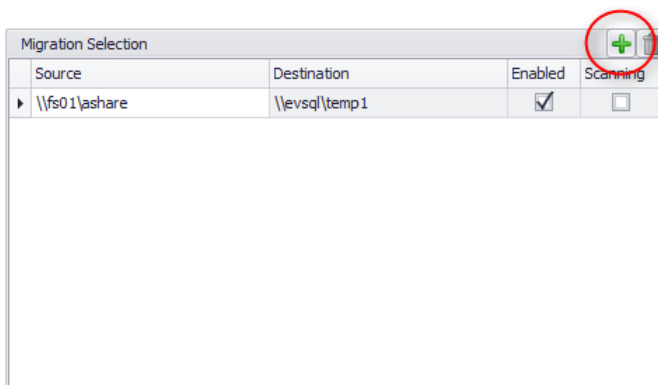 Migration Selection
Source Destination Enabled Scanning
\\fs01\ashare \\evsql\temp1